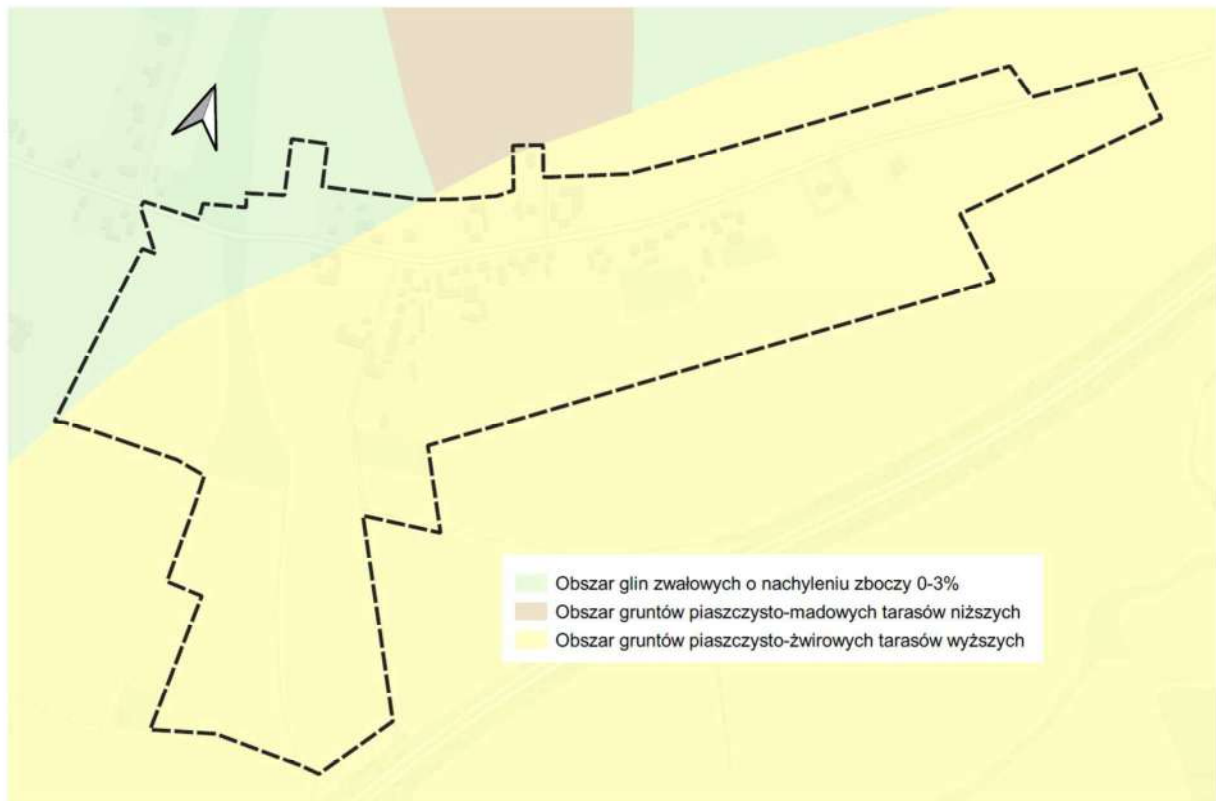 Obszar glin zwałowych o nachyleniu zboczy 0-3%
Obszar gruntów piaszczysto-madowych tarasów niższych
Obszar gruntów piaszczysto-żwirowych tarasów wyższych